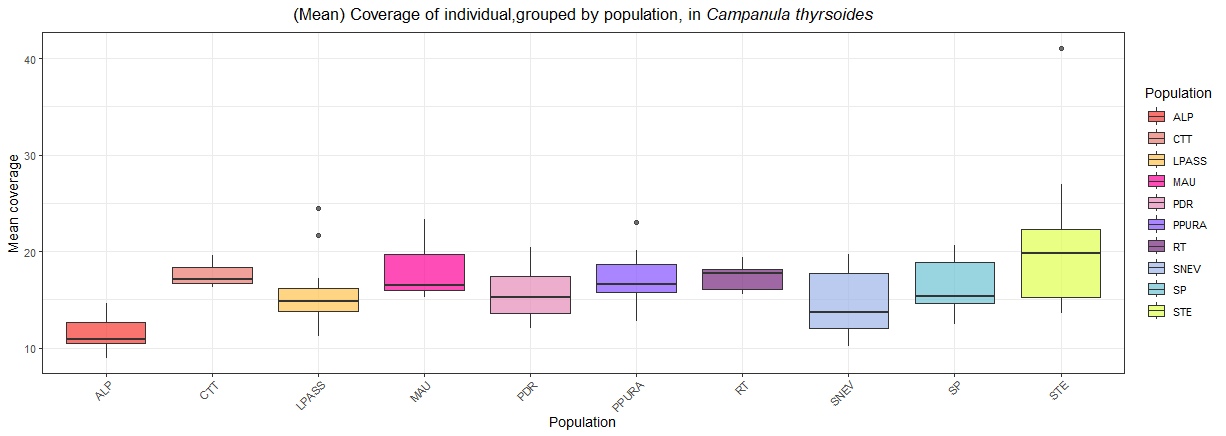 (Mean) Coverage of individual,grouped by population, in Campanula thyrsoides
Mean coverage
40
30
20
10
ALP
CTT
LPASS
MAU
PDR
PPURA
RT
SNEV
SP
STE
Population
Population
ALP
CTT
LPASS
MAU
PDR
PPURA
RT
SNEV
SP
STE